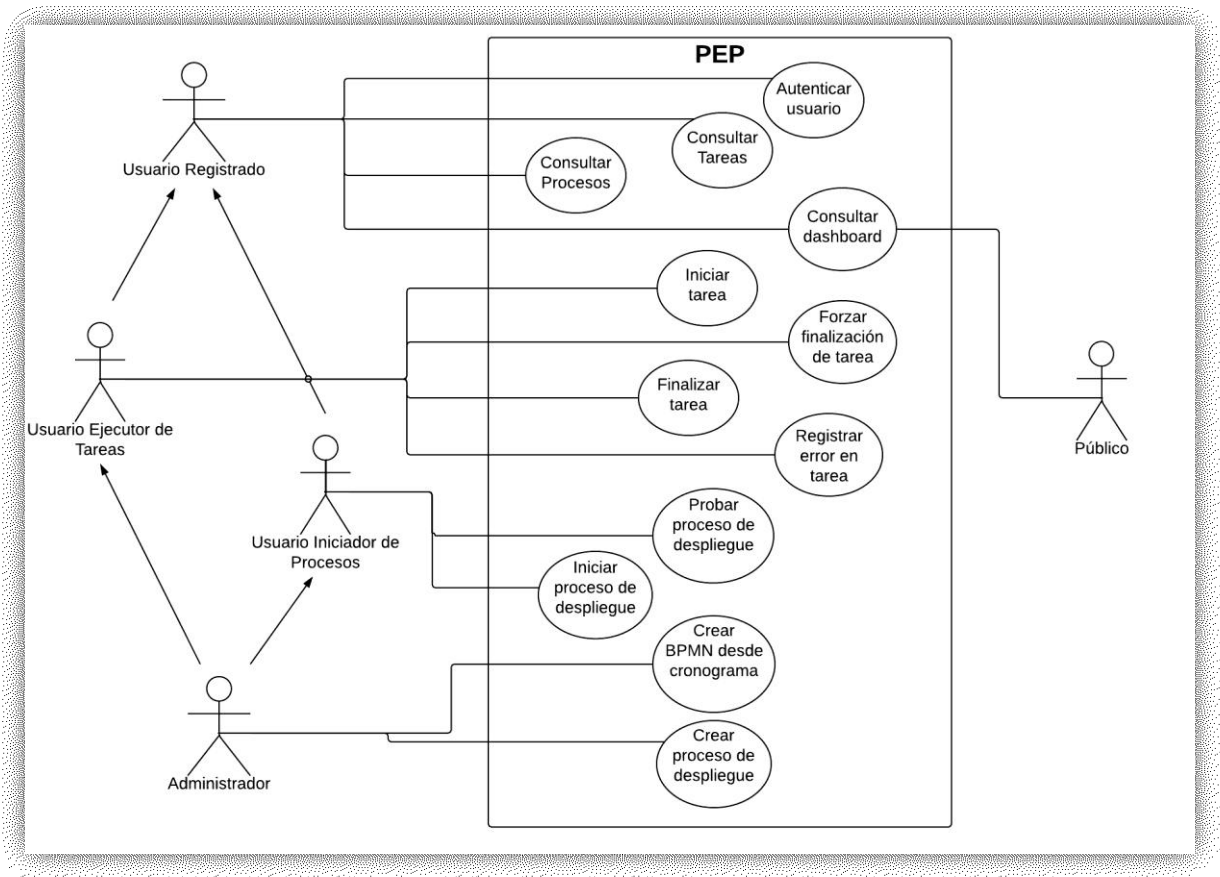 PEP
Autenticar
usuario
Consultar
Tareas
Consultar
Procesos
Usuario Registrado
Consultar
dashboard
Iniciar
tarea
Forzar
finalización
de tarea
Finalizar
tarea
Usuario Ejecutor de
Tareas
Registrar
error en
tarea
Público
Probar
proceso de
despliegue
Usuario Iniciador de
Procesos
Iniciar
proceso de
despliegue
Crear
BPMN desde
cronograma
Crear
proceso de
despliegue
Administrador